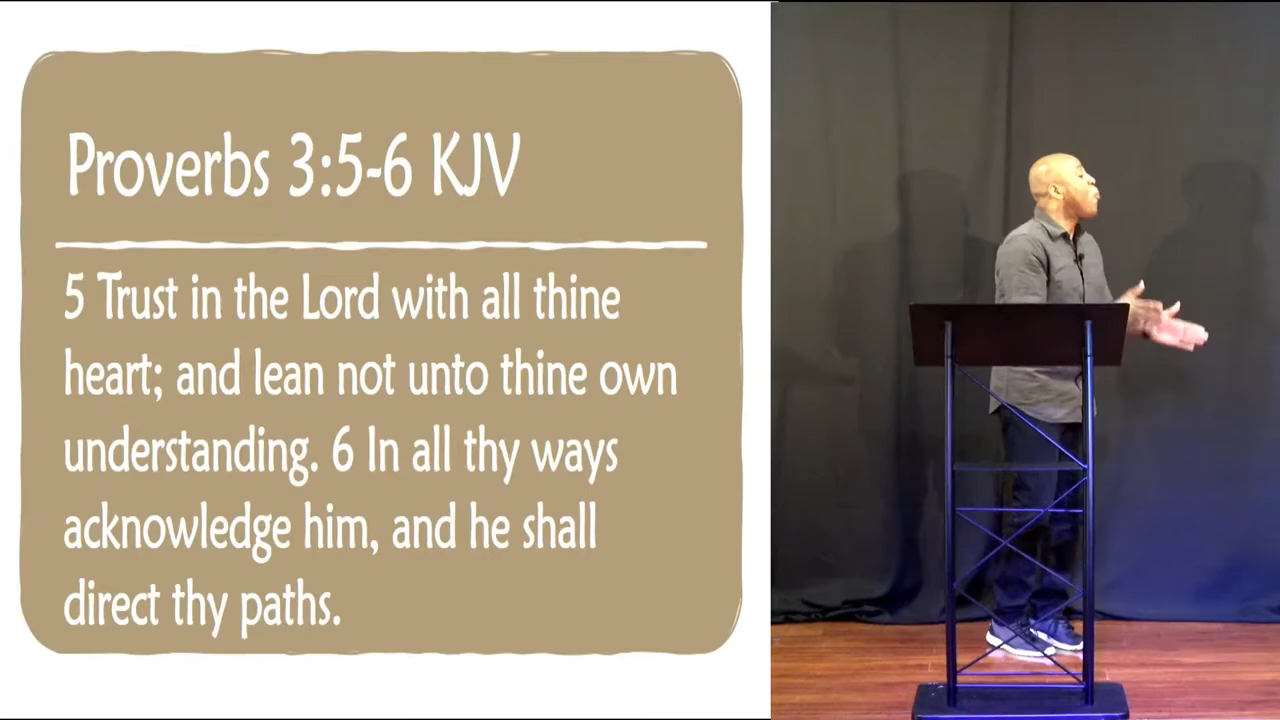 Proverbs 3:5-6 KJV
5 Trust in the Lord with all thine
heart; and lean not unto thine own
understanding. 6 In all thy ways
acknowledge him, and he shall
direct thy paths.